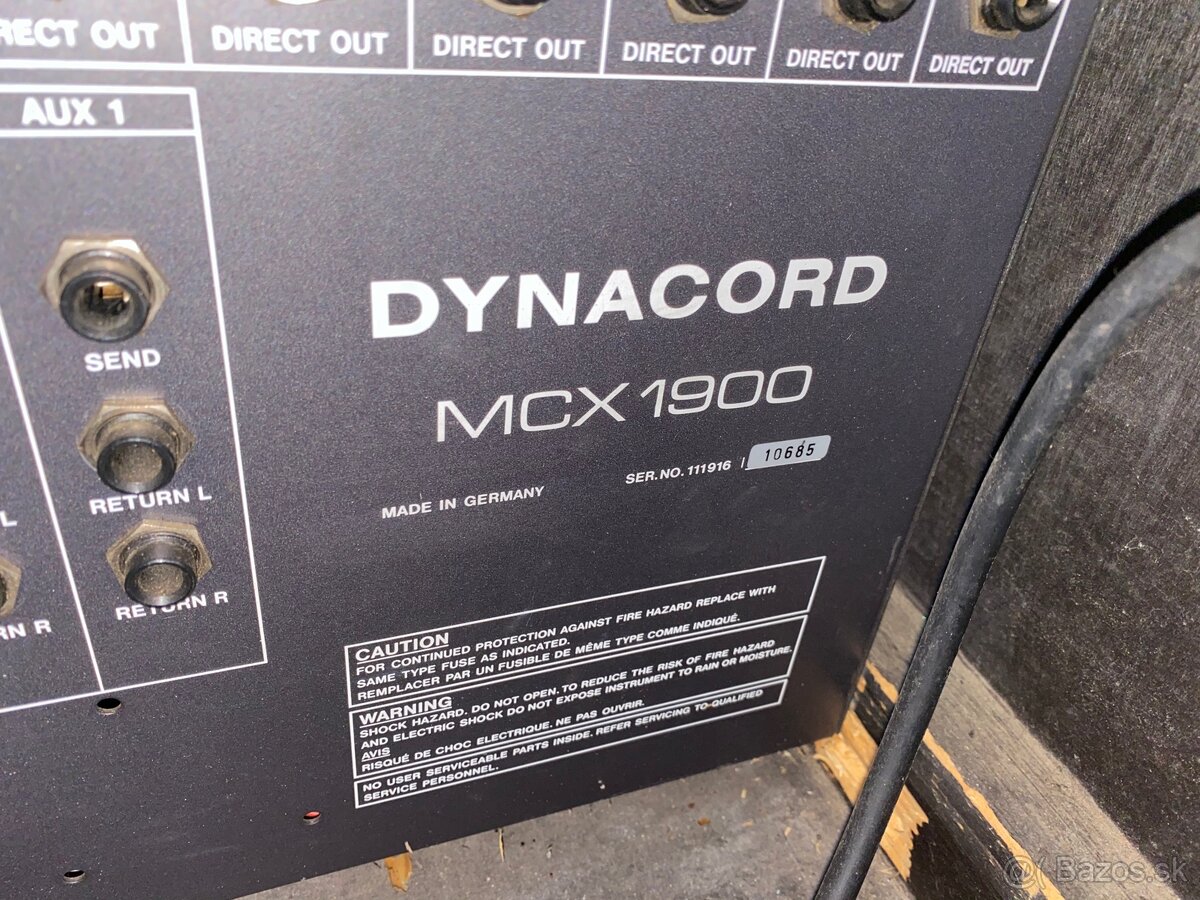 RECT OUT DIRECT OUT DIRECT OUT DIRECT OUT DIRECT OUT DIRECT OUT
AUX 1
SEND
RETURN L
L
RETURN R
RN R
DYNACORD
MCX1900
SER.NO. 111916 / 10685
MADE IN GERMANY
CAUTION
FOR CONTINUED PROTECTION AGAINST FIRE HAZARD REPLACE WITH
SAME TYPE FUSE AS INDICATED.
REMPLACER PAR UN FUSIBLE DE MÊME TYPE COMME INDIQUÉ.
WARNING
SHOCK HAZARD. DO NOT OPEN. TO REDUCE THE RISK OF FIRE HAZARD
AND ELECTRIC SHOCK DO NOT EXPOSE INSTRUMENT TO RAIN OR MOISTURE.
AVIS
RISQUÉ DE CHOC ELECTRIQUE. NE PAS OUVRIR.
NO USER SERVICEABLE PARTS INSIDE. REFER SERVICING TO QUALIFIED
SERVICE PERSONNEL.
@( Bazos.sk